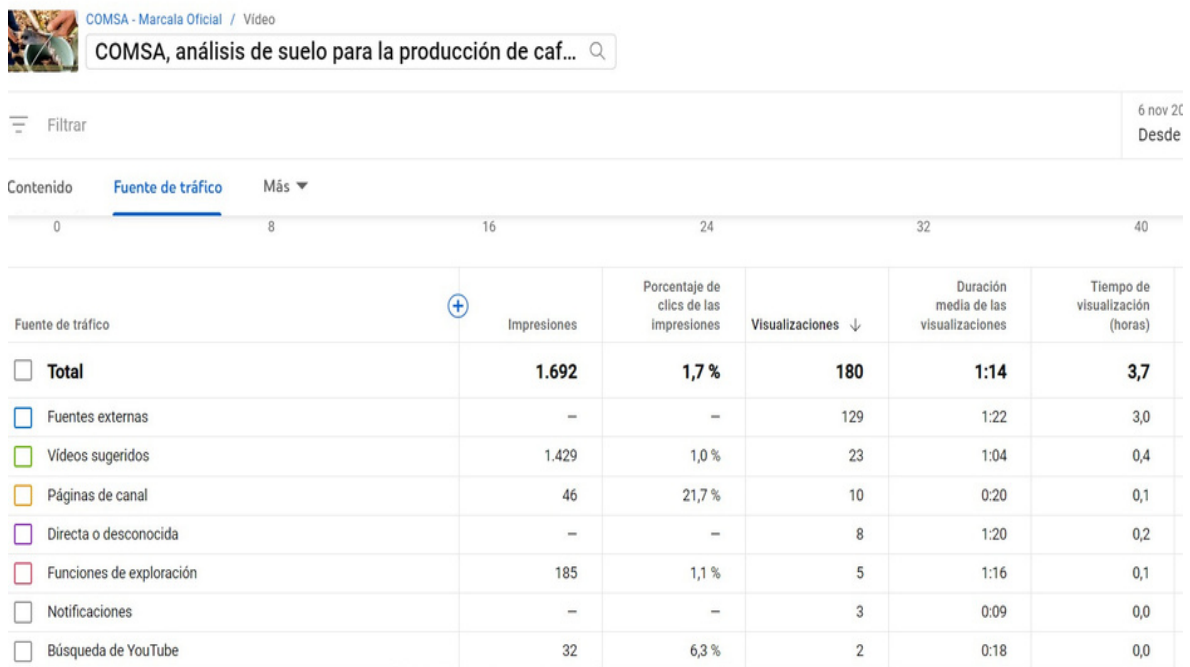 COMSA - Marcala Oficial / Vídeo
COMSA, análisis de suelo para la producción de caf...
Filtrar
6 nov 20
Desde
Contenido Fuente de tráfico Más
0 8 16 24 32 40
Fuente de tráfico Impresiones Porcentaje de clics de las impresiones Visualizaciones Duración media de las visualizaciones Tiempo de visualización (horas)
Total 1.692 1,7 % 180 1:14 3,7
Fuentes externas – – 129 1:22 3,0
Vídeos sugeridos 1.429 1,0 % 23 1:04 0,4
Páginas de canal 46 21,7 % 10 0:20 0,1
Directa o desconocida – – 8 1:20 0,2
Funciones de exploración 185 1,1 % 5 1:16 0,1
Notificaciones – – 3 0:09 0,0
Búsqueda de YouTube 32 6,3 % 2 0:18 0,0